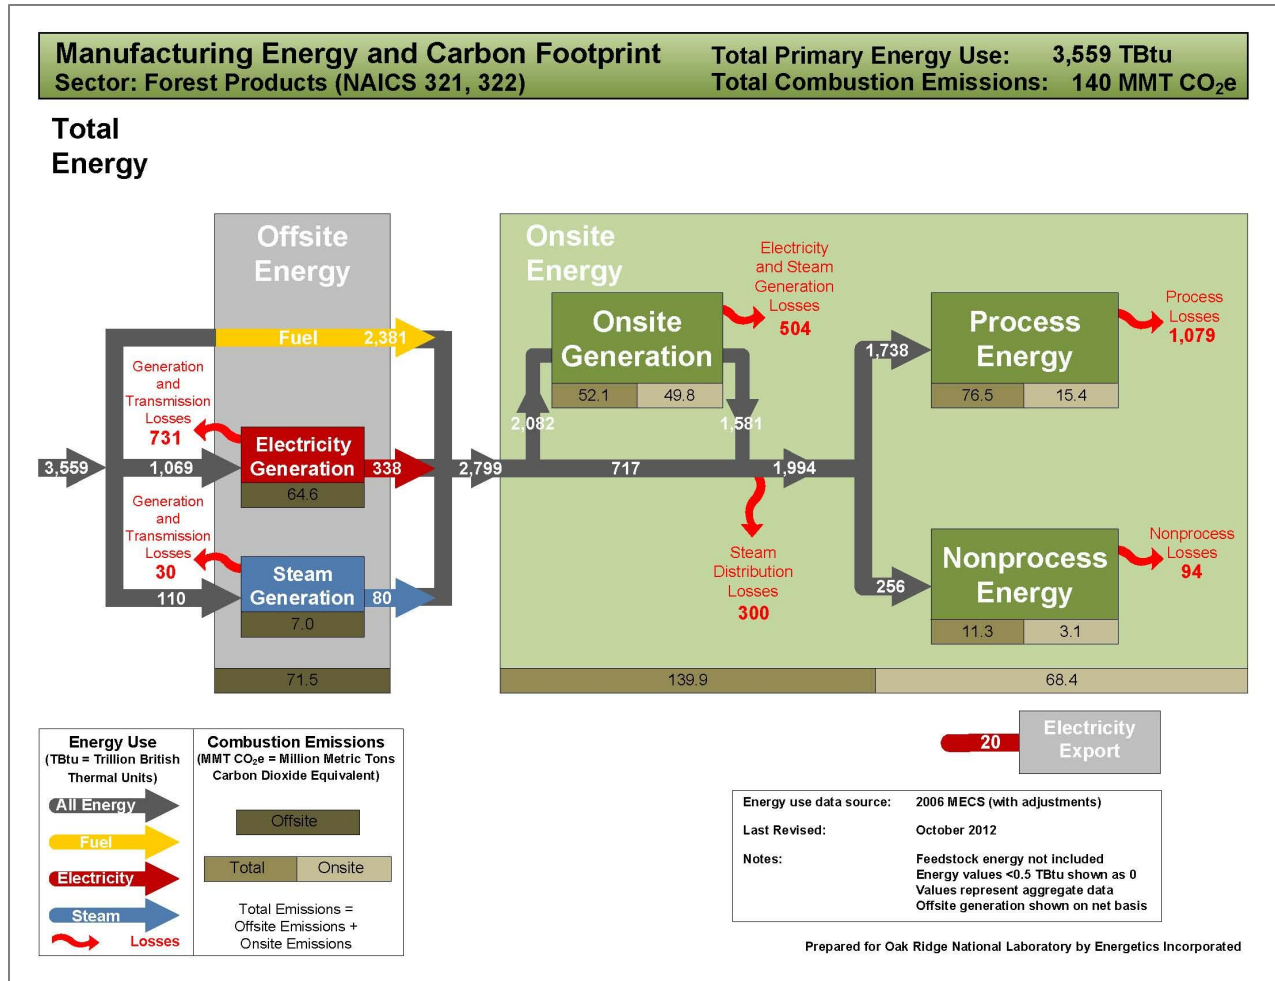 Manufacturing Energy and Carbon Footprint
Sector: Forest Products (NAICS 321, 322)
Total Primary Energy Use: 3,559 TBtu
Total Combustion Emissions: 140 MMT CO₂e
Total
Energy
Offsite
Energy
Onsite
Energy
Fuel
2,381
Generation
and
Transmission
Losses
731
Electricity
Generation
64.6
3,559
1,069
338
2,799
Generation
and
Transmission
Losses
30
Steam
Generation
7.0
110
80
71.5
Electricity
and Steam
Generation
Losses
504
Onsite
Generation
52.1
49.8
2,082
1,581
717
1,994
Steam
Distribution
Losses
300
1,738
Process
Energy
76.5
15.4
Process
Losses
1,079
256
Nonprocess
Energy
11.3
3.1
Nonprocess
Losses
94
139.9
68.4
20
Electricity
Export
Energy Use
(TBtu = Trillion British
Thermal Units)
All Energy
Fuel
Electricity
Steam
Losses
Combustion Emissions
(MMT CO₂e = Million Metric Tons
Carbon Dioxide Equivalent)
Offsite
Total
Onsite
Total Emissions =
Offsite Emissions +
Onsite Emissions
Energy use data source: 2006 MECS (with adjustments)
Last Revised: October 2012
Notes: Feedstock energy not included
Energy values <0.5 TBtu shown as 0
Values represent aggregate data
Offsite generation shown on net basis
Prepared for Oak Ridge National Laboratory by Energetics Incorporated